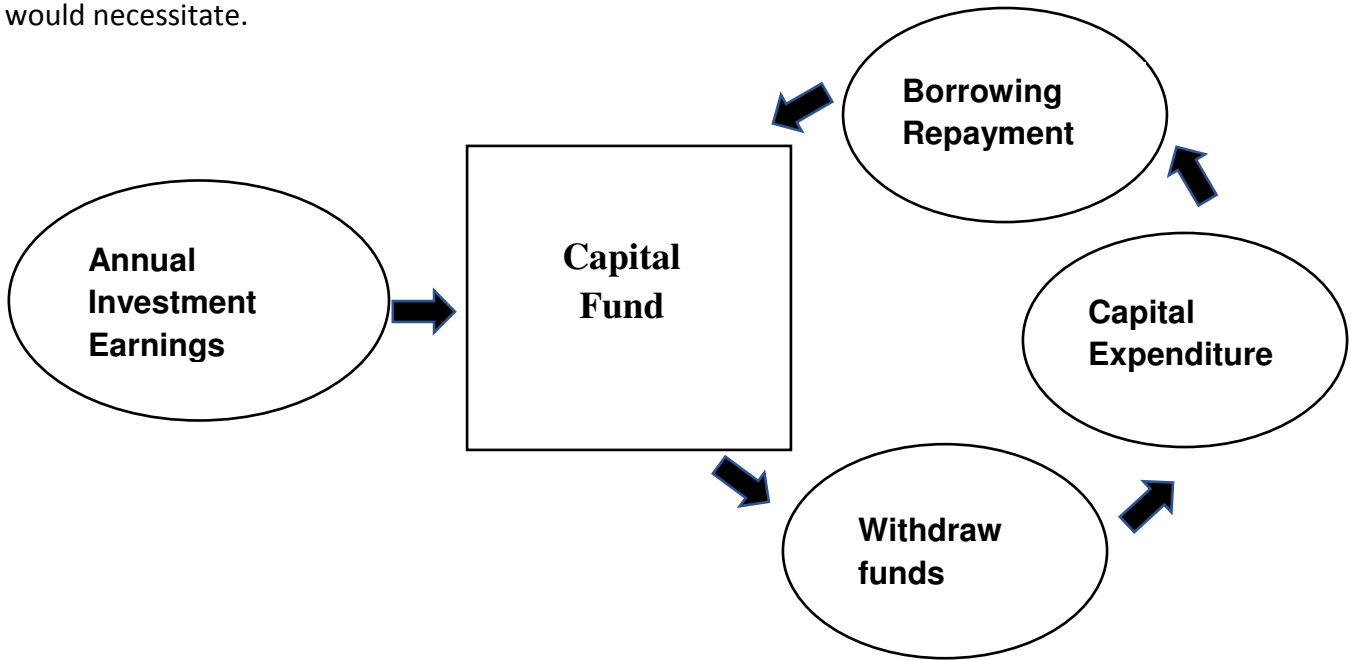 would necessitate.
Borrowing
Repayment
Annual
Investment
Earnings
Capital
Fund
Capital
Expenditure
Withdraw
funds